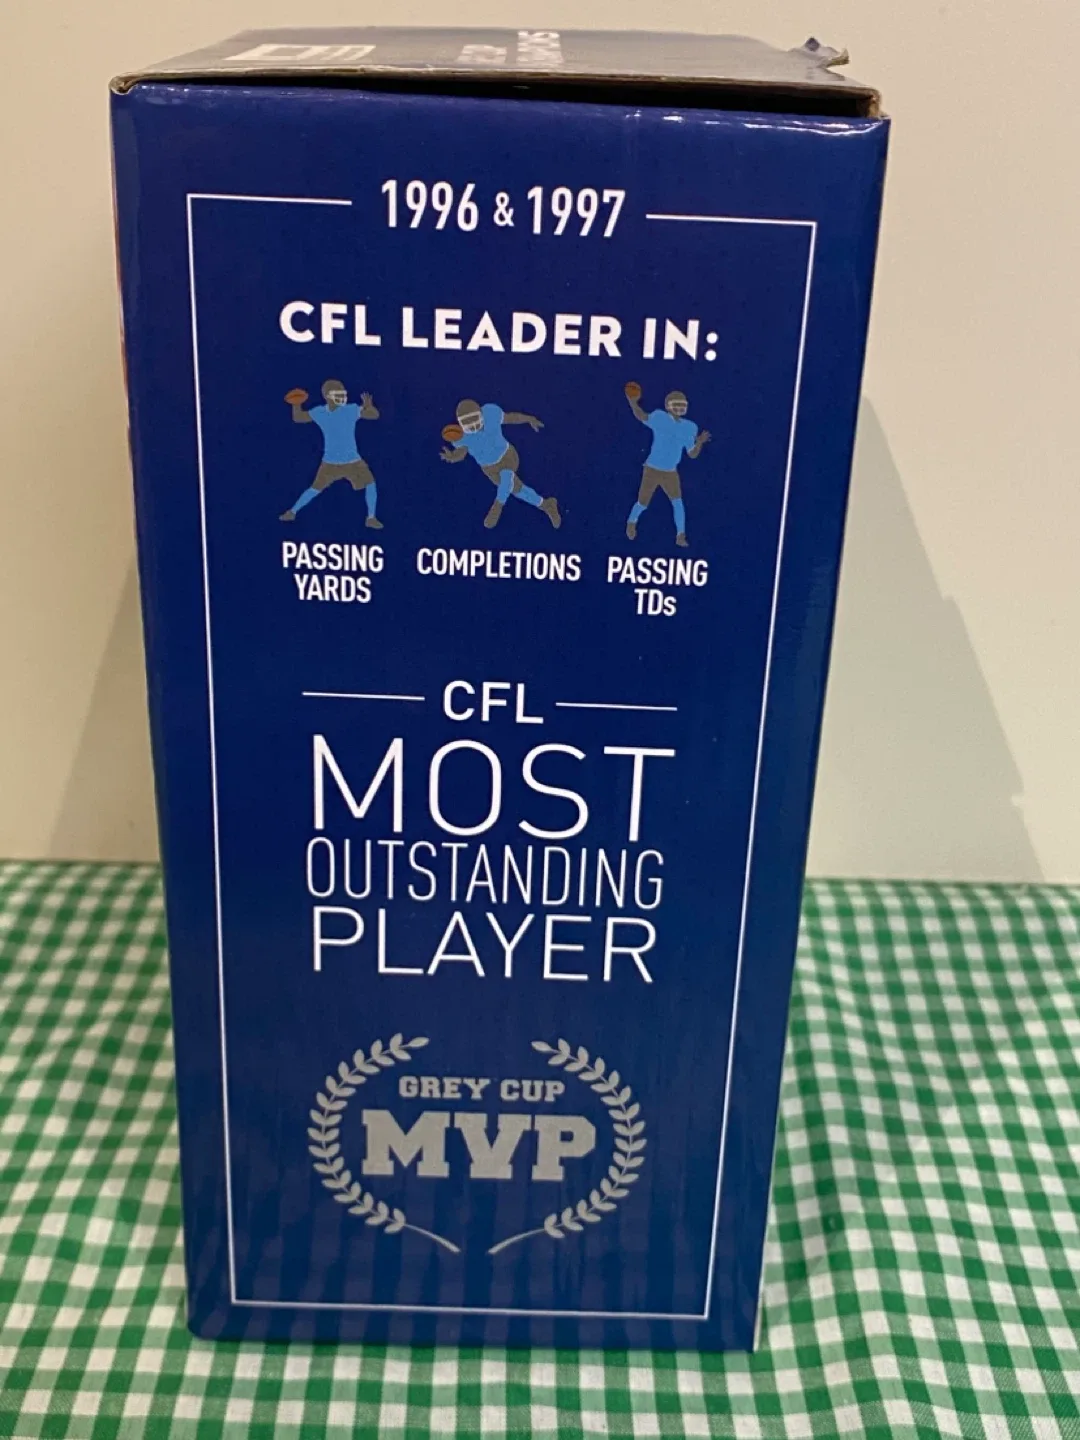 1996 & 1997
CFL LEADER IN:
PASSING
YARDS
COMPLETIONS
PASSING
TDs
CFL
MOST
OUTSTANDING
PLAYER
GREY CUP
MVP